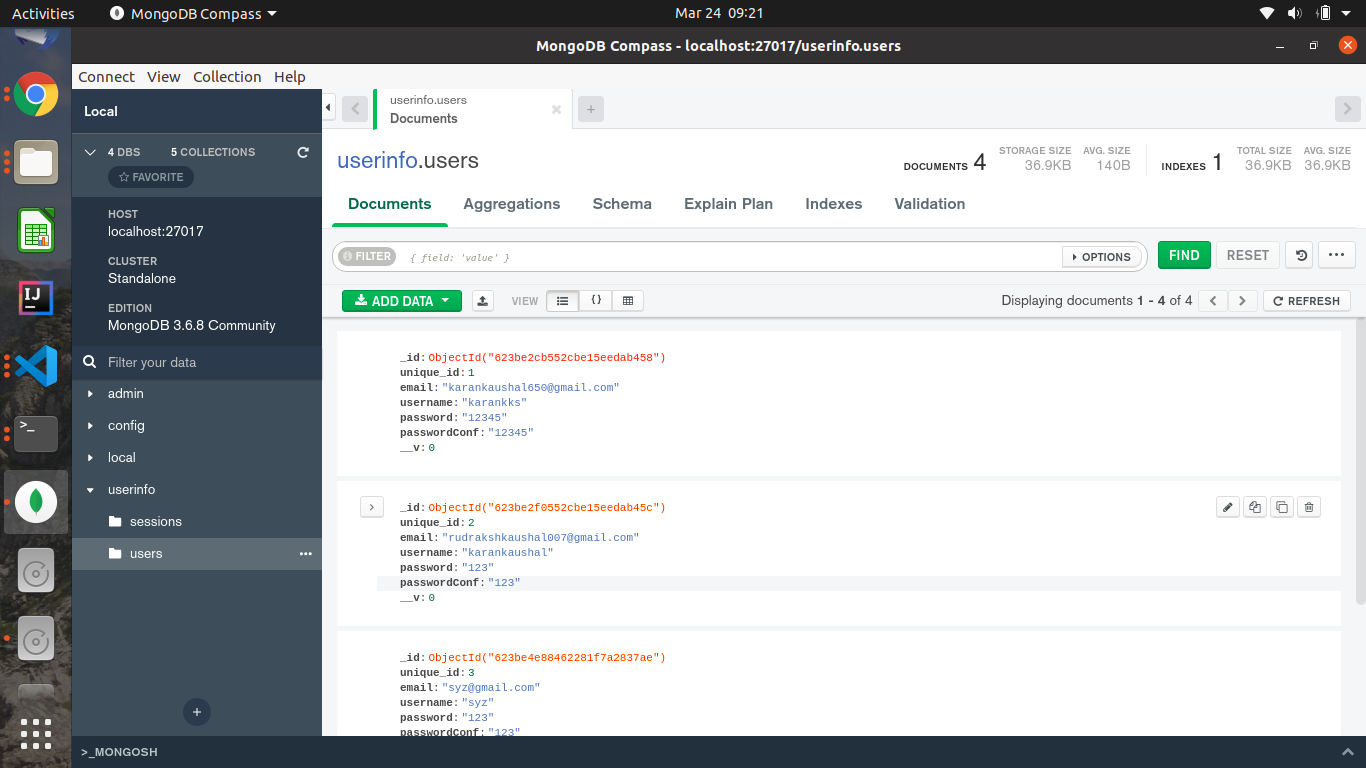 Activities MongoDB Compass Mar 24 09:21
MongoDB Compass - localhost:27017/userinfo.users
Connect View Collection Help
Local
4 DBS 5 COLLECTIONS
FAVORITE
HOST
localhost:27017
CLUSTER
Standalone
EDITION
MongoDB 3.6.8 Community
Filter your data
admin
config
local
userinfo
sessions
users
>_MONGOSH
userinfo.users
Documents
userinfo.users
DOCUMENTS 4 STORAGE SIZE 36.9KB AVG. SIZE 140B INDEXES 1 TOTAL SIZE 36.9KB AVG. SIZE 36.9KB
Documents Aggregations Schema Explain Plan Indexes Validation
FILTER { field: 'value' } OPTIONS FIND RESET
ADD DATA VIEW {} Displaying documents 1 - 4 of 4 REFRESH
_id:ObjectId("623be2cb552cbe15eedab458")
unique_id:1
email:"karankaushal650@gmail.com"
username:"karankks"
password:"12345"
passwordConf:"12345"
__v:0
_id:ObjectId("623be2f0552cbe15eedab45c")
unique_id:2
email:"rudrakshkaushal007@gmail.com"
username:"karankaushal"
password:"123"
passwordConf:"123"
__v:0
_id:ObjectId("623be4e88462281f7a2837ae")
unique_id:3
email:"syz@gmail.com"
username:"syz"
password:"123"
passwordConf:"123"